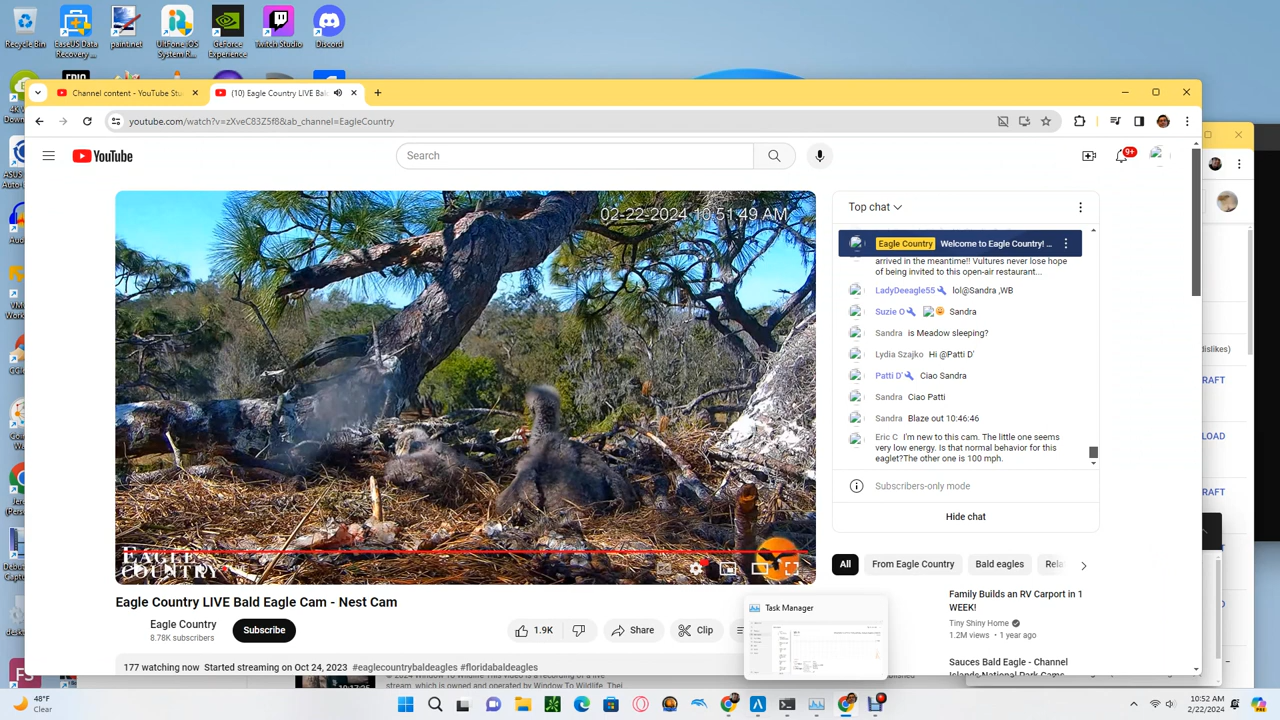 Recycle Bin
EaseUS Data
Recovery ...
paint.net
UltFone iOS
System R...
GeForce
Experience
Twitch Studio
Discord
Channel content - YouTube Stu
(10) Eagle Country LIVE Bald
youtube.com/watch?v=zXveC83Z5f8&ab_channel=EagleCountry
YouTube
Search
9+
02-22-2024 10:51:49 AM
EAGLE
COUNTRY
Top chat
Eagle Country Welcome to Eagle Country! ...
arrived in the meantime!! Vultures never lose hope
of being invited to this open-air restaurant...
LadyDeeagle55 lol@Sandra ,WB
Suzie O Sandra
Sandra is Meadow sleeping?
Lydia Szajko Hi @Patti D'
Patti D' Ciao Sandra
Sandra Ciao Patti
Sandra Blaze out 10:46:46
Eric C I'm new to this cam. The little one seems
very low energy. Is that normal behavior for this
eaglet?The other one is 100 mph.
Subscribers-only mode
Hide chat
All
From Eagle Country
Bald eagles
Rela
Eagle Country LIVE Bald Eagle Cam - Nest Cam
Eagle Country
8.78K subscribers
Subscribe
1.9K
Share
Clip
177 watching now Started streaming on Oct 24, 2023 #eaglecountrybaldeagles #floridabaldeagles
Task Manager
Family Builds an RV Carport in 1
WEEK!
Tiny Shiny Home
1.2M views • 1 year ago
Sauces Bald Eagle - Channel
dislikes)
RAFT
LOAD
RAFT
48°F
Clear
10:52 AM
2/22/2024